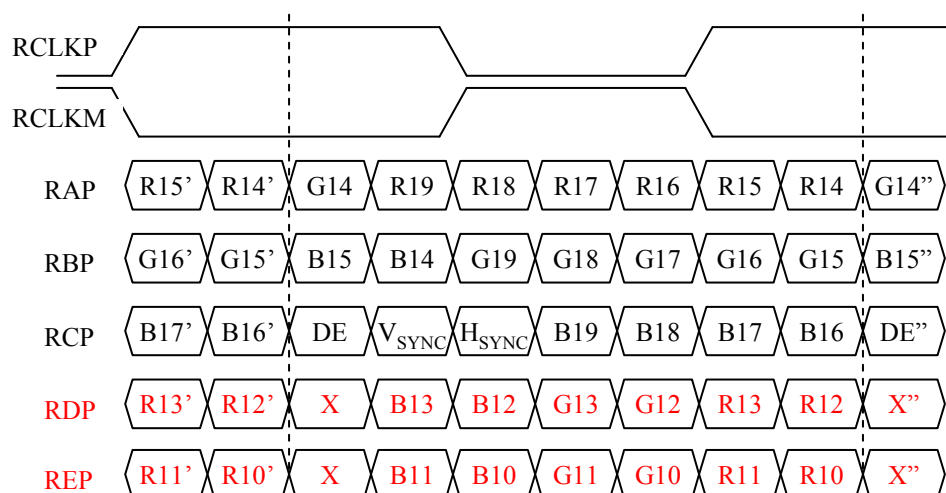 RCLKP
RCLKM
RAP R15’ R14’ G14 R19 R18 R17 R16 R15 R14 G14”
RBP G16’ G15’ B15 B14 G19 G18 G17 G16 G15 B15”
RCP B17’ B16’ DE VSYNC HSYNC B19 B18 B17 B16 DE”
RDP R13’ R12’ X B13 B12 G13 G12 R13 R12 X”
REP R11’ R10’ X B11 B10 G11 G10 R11 R10 X”